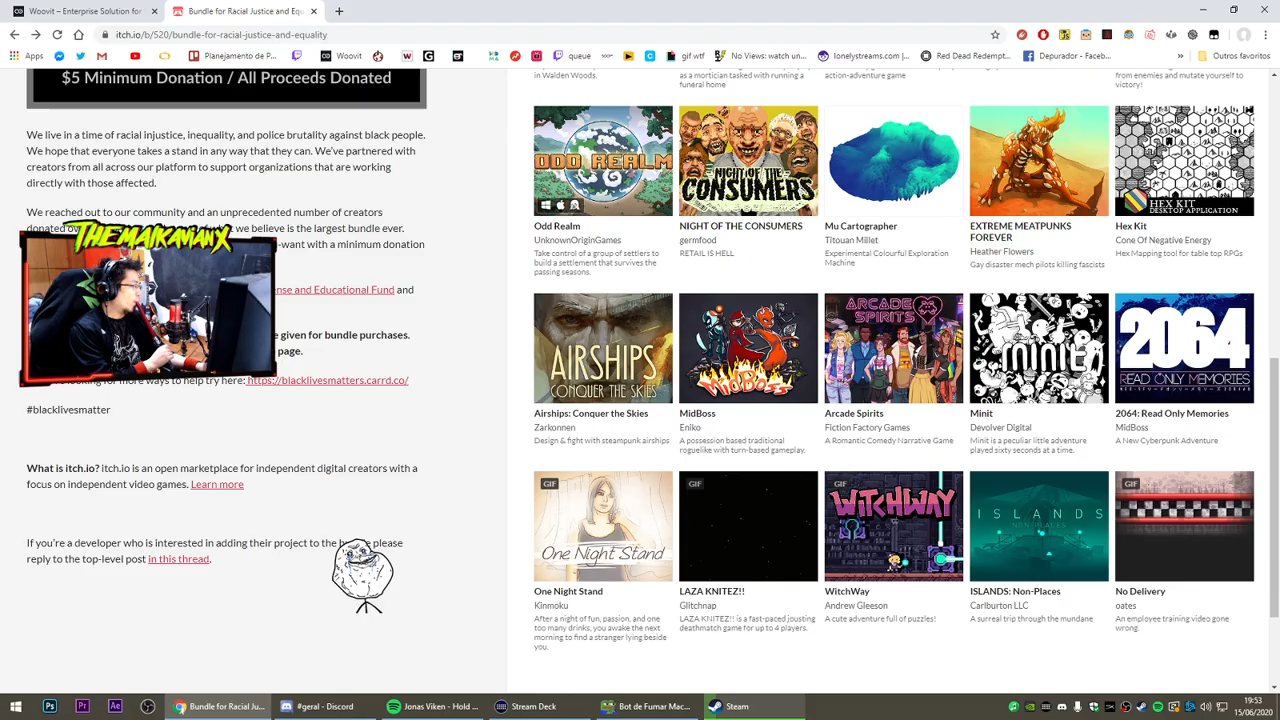 Woovit – Enterprise Solution for
Bundle for Racial Justice and Equ
itch.io/b/520/bundle-for-racial-justice-and-equality
Apps
Planejamento de P...
Woovit
queue
gif wtf
No Views: watch un...
lonelystreams.com |...
Red Dead Redempt...
Depurador - Faceb...
Outros favoritos
$5 Minimum Donation / All Proceeds Donated
We live in a time of racial injustice, inequality, and police brutality against black people.
We hope that everyone takes a stand in any way that they can. We've partnered with
creators from all across our platform to support organizations that are working
directly with those affected.
We reached out to our community and an unprecedented number of creators
donated ov we believe is the largest bundle ever.
-want with a minimum donation
THEMALKAVIANX
ense and Educational Fund and
e given for bundle purchases.
page.
looking for more ways to help try here: https://blacklivesmatters.carrd.co/
#blacklivesmatter
What is itch.io? itch.io is an open marketplace for independent digital creators with a
focus on independent video games. Learn more
If you're a developer who is interested in adding their project to the please
reply to the top-level post in this thread.
in Walden Woods.
as a mortician tasked with running a
funeral home
action-adventure game
from enemies and mutate yourself to
victory!
ODD REALM
NIGHT OF THE
CONSUMERS
HEX KIT
DESKTOP APPLICATION
Odd Realm
UnknownOriginGames
Take control of a group of settlers to
build a settlement that survives the
passing seasons.
NIGHT OF THE CONSUMERS
germfood
RETAIL IS HELL
Mu Cartographer
Titouan Millet
Experimental Colourful Exploration
Machine
EXTREME MEATPUNKS
FOREVER
Heather Flowers
Gay disaster mech pilots killing fascists
Hex Kit
Cone Of Negative Energy
Hex Mapping tool for table top RPGs
AIRSHIPS
CONQUER THE SKIES
MidBoss
ARCADE
SPIRITS
MINIT
2064
READ ONLY MEMORIES
Airships: Conquer the Skies
Zarkonnen
Design & fight with steampunk airships
MidBoss
Eniko
A possession based traditional
roguelike with turn-based gameplay.
Arcade Spirits
Fiction Factory Games
A Romantic Comedy Narrative Game
Minit
Devolver Digital
Minit is a peculiar little adventure
played sixty seconds at a time.
2064: Read Only Memories
MidBoss
A New Cyberpunk Adventure
GIF
One Night Stand
GIF
GIF
WITCHWAY
ISLANDS
NON-PLACES
GIF
One Night Stand
Kinmoku
After a night of fun, passion, and one
too many drinks, you awake the next
morning to find a stranger lying beside
you.
LAZA KNITEZ!!
Glitchnap
LAZA KNITEZ!! is a fast-paced jousting
deathmatch game for up to 4 players.
WitchWay
Andrew Gleeson
A cute adventure full of puzzles!
ISLANDS: Non-Places
Carlburton LLC
A surreal trip through the mundane
No Delivery
oates
An employee training video gone
wrong.
Bundle for Racial Ju...
#geral - Discord
Jonas Viken - Hold ...
Stream Deck
Bot de Fumar Mac...
Steam
19:53
15/06/2020